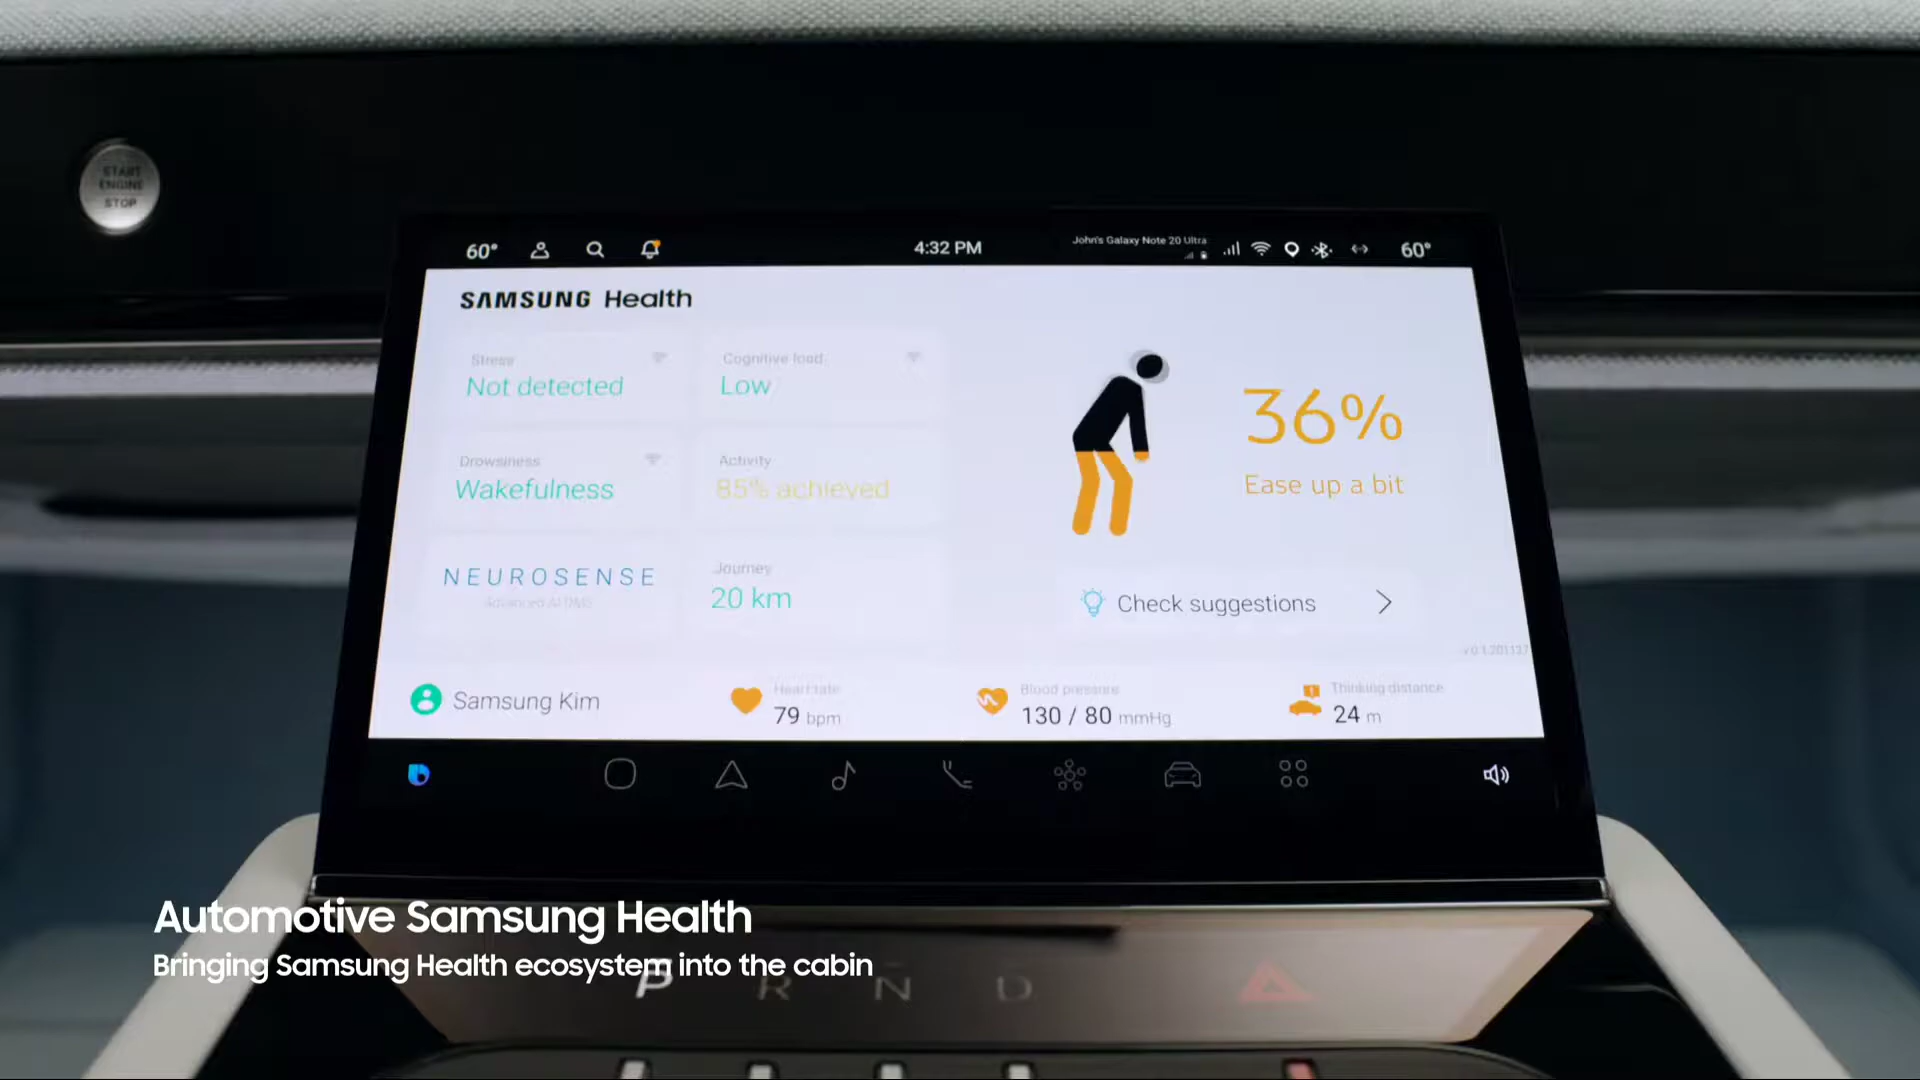 START
ENGINE
STOP
60°
4:32 PM
John's Galaxy Note 20 Ultra
60°
SAMSUNG Health
Stress
Not detected
Cognitive load
Low
36%
Ease up a bit
Drowsiness
Wakefulness
Activity
85% achieved
NEUROSENSE
Advanced AI DMS
Journey
20 km
Check suggestions
Samsung Kim
Heart rate
79 bpm
Blood pressure
130 / 80 mmHg
Thinking distance
24 m
Automotive Samsung Health
Bringing Samsung Health ecosystem into the cabin
P R N D